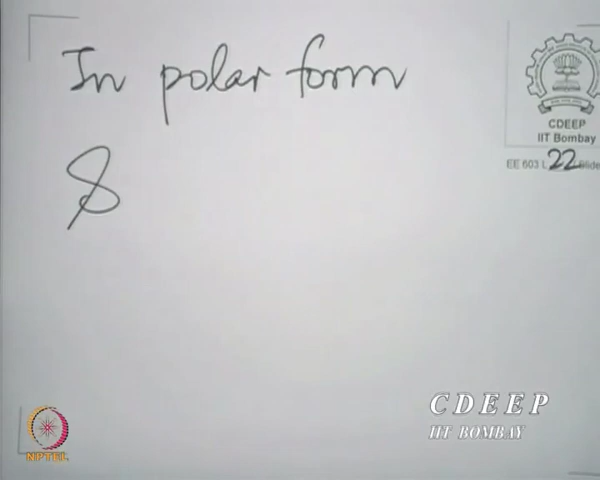 In polar form
S
CDEEP
IIT Bombay
EE 603 L 22 Slide
CDEEP
IIT BOMBAY
NPTEL